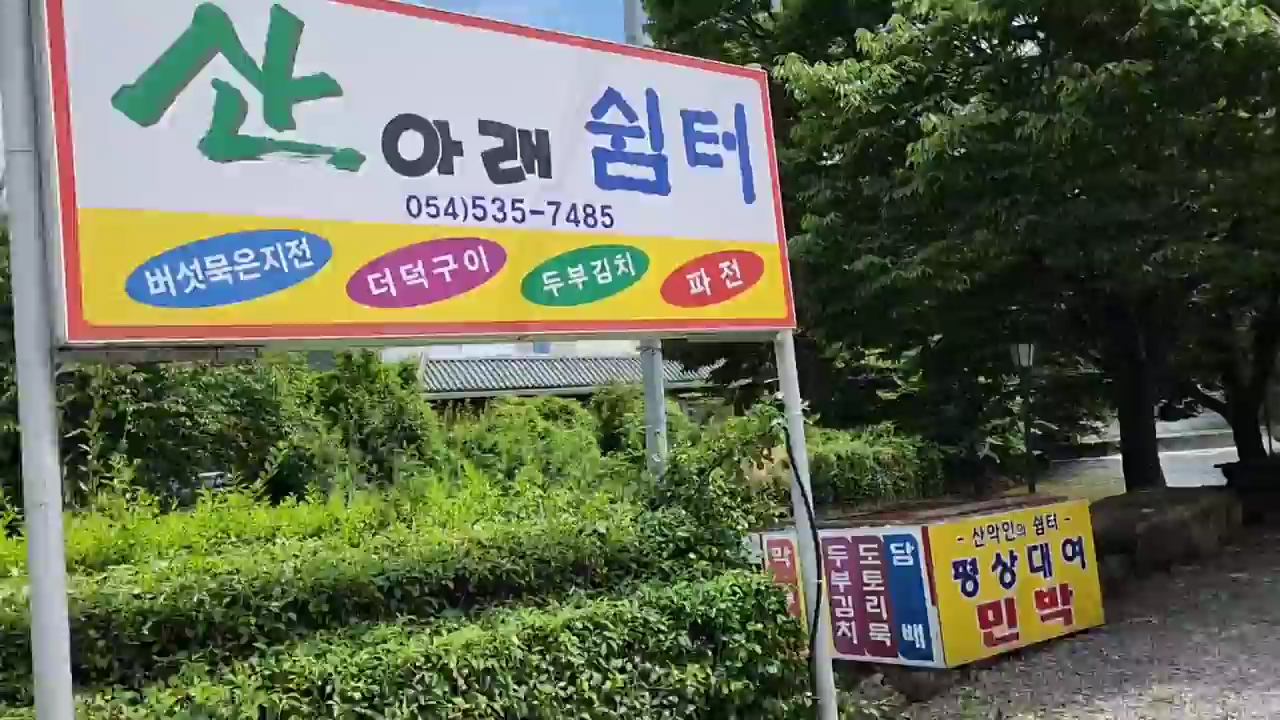 산 아래 쉼터
054)535-7485
버섯묵은지전 더덕구이 두부김치 파전
막
두부김치
도토리묵
담배
- 산악인의 쉼터 -
평상대여
민박